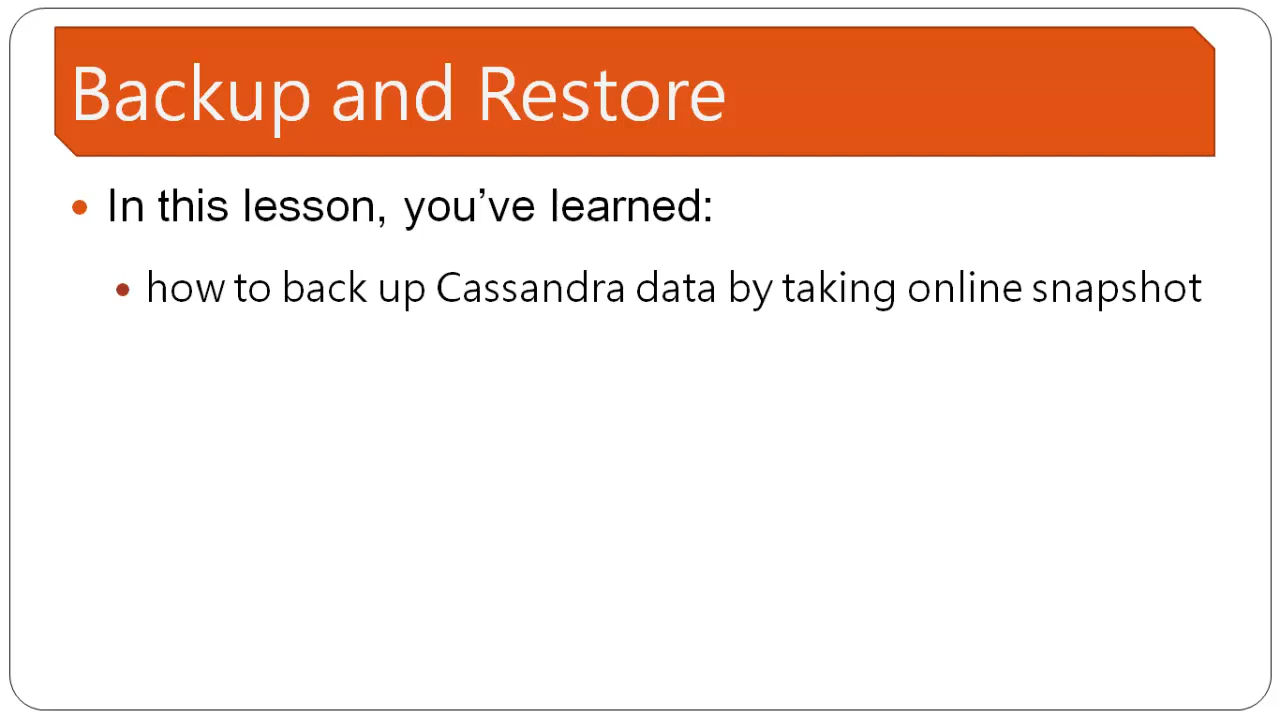 Backup and Restore
In this lesson, you've learned:
how to back up Cassandra data by taking online snapshot